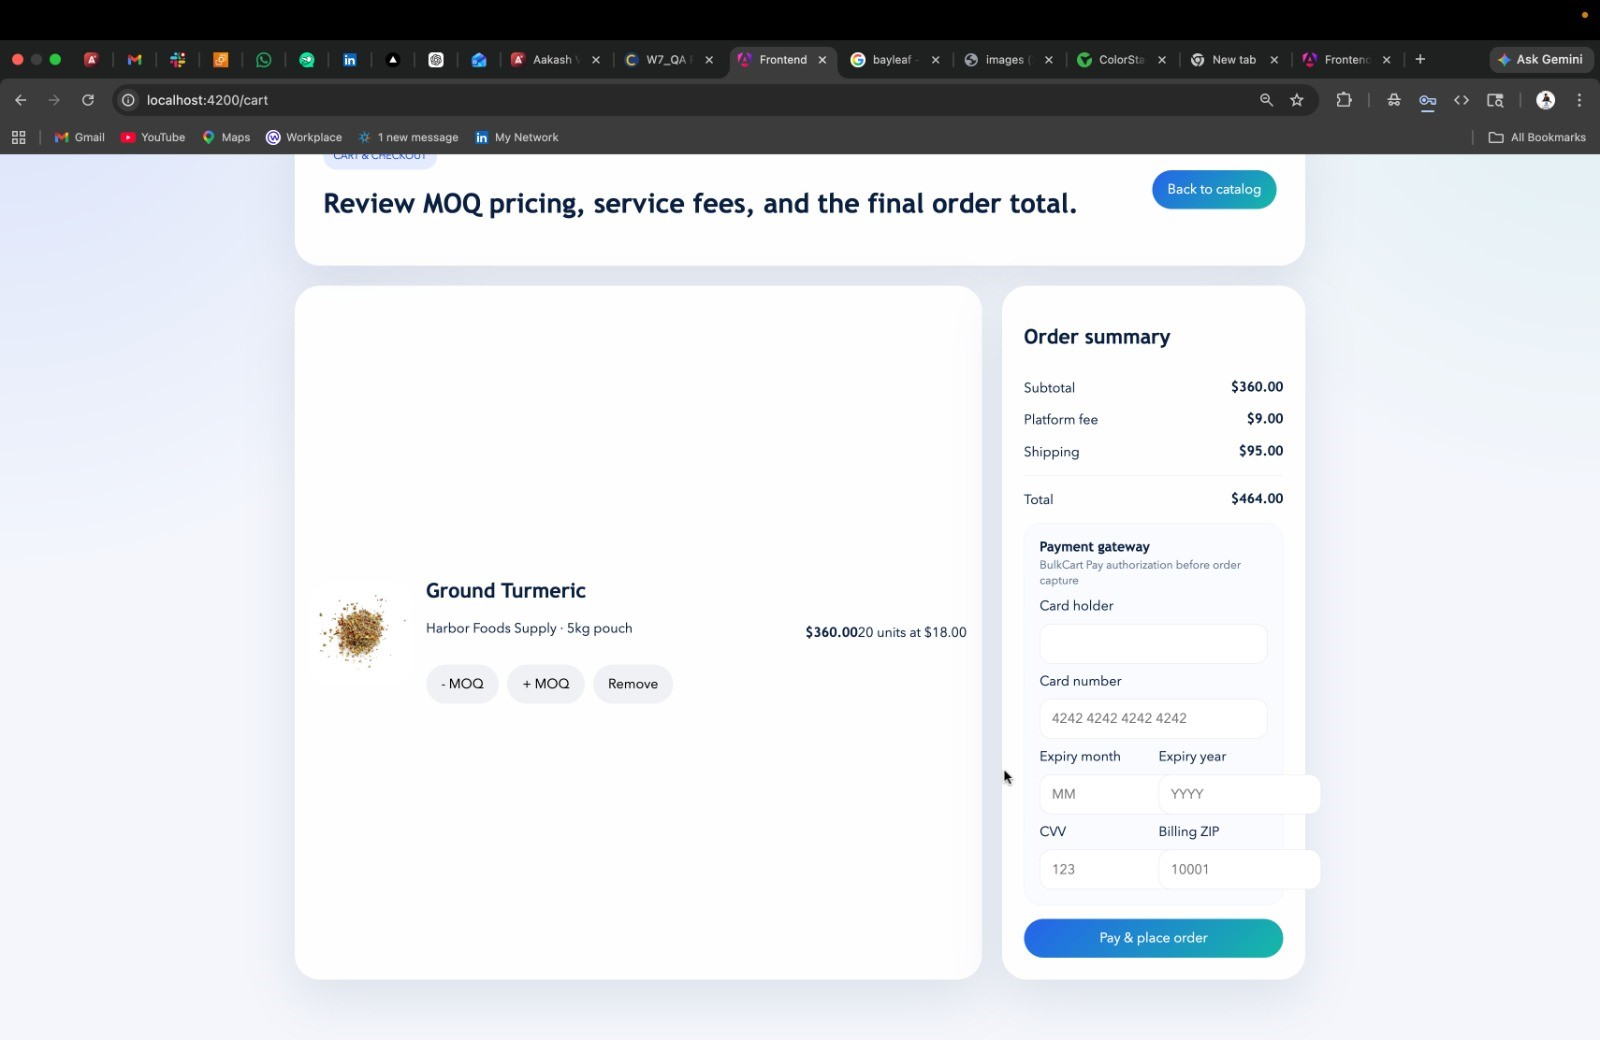 Aakash
W7_QA
Frontend
bayleaf -
images (
ColorSta
New tab
Frontend
Ask Gemini
localhost:4200/cart
Gmail
YouTube
Maps
Workplace
1 new message
My Network
All Bookmarks
CART & CHECKOUT
Review MOQ pricing, service fees, and the final order total.
Back to catalog
Ground Turmeric
Harbor Foods Supply · 5kg pouch
$360.0020 units at $18.00
- MOQ
+ MOQ
Remove
Order summary
Subtotal $360.00
Platform fee $9.00
Shipping $95.00
Total $464.00
Payment gateway
BulkCart Pay authorization before order
capture
Card holder
Card number
4242 4242 4242 4242
Expiry month Expiry year
MM YYYY
CVV Billing ZIP
123 10001
Pay & place order